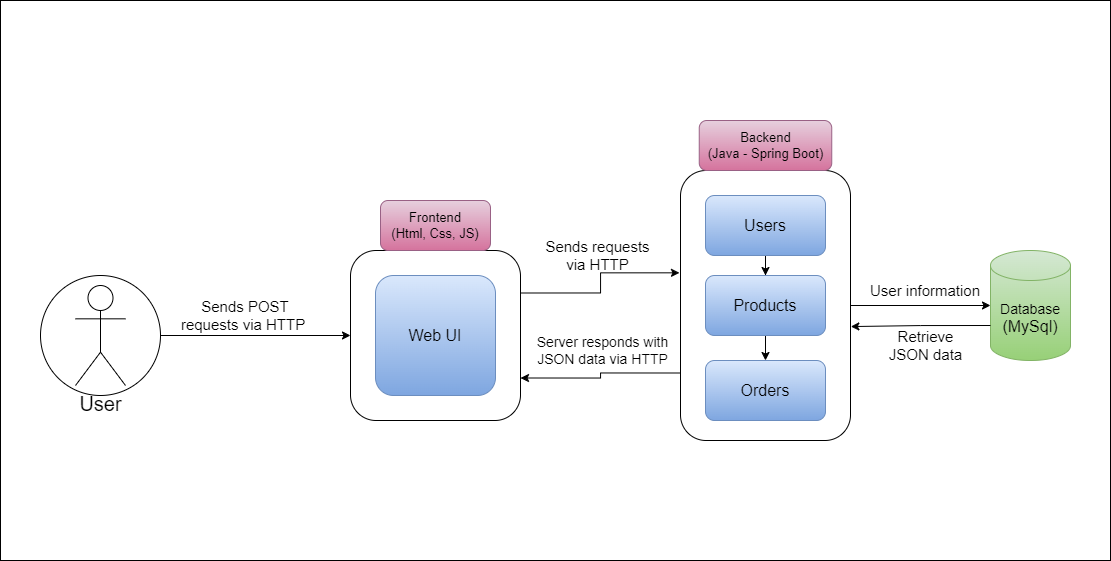 User
Sends POST
requests via HTTP
Frontend
(Html, Css, JS)
Web UI
Sends requests
via HTTP
Server responds with
JSON data via HTTP
Backend
(Java - Spring Boot)
Users
Products
Orders
User information
Retrieve
JSON data
Database
(MySql)